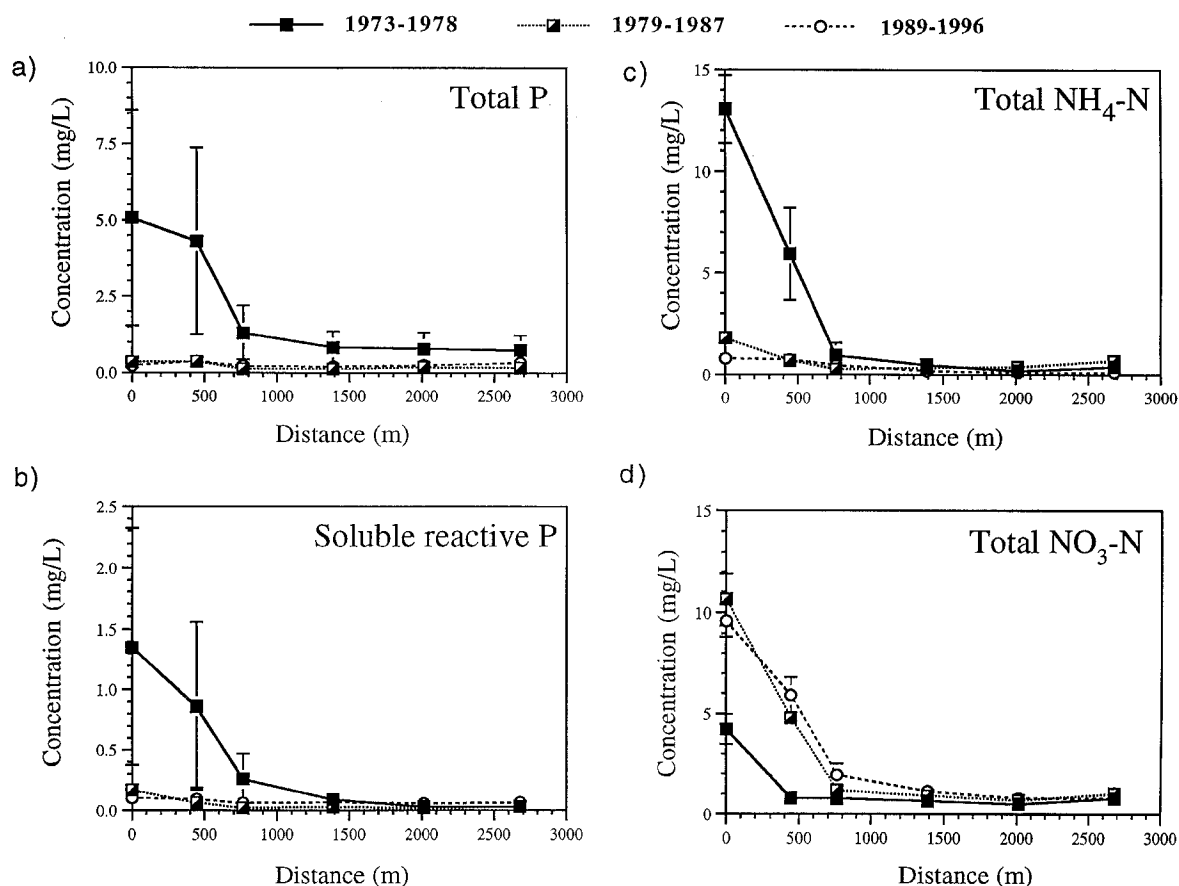 1973-1978 1979-1987 1989-1996
a)
Total P
10.0
7.5
5.0
2.5
0.0
Concentration (mg/L)
0 500 1000 1500 2000 2500 3000
Distance (m)
c)
Total NH4-N
15
10
5
0
Concentration (mg/L)
0 500 1000 1500 2000 2500 3000
Distance (m)
b)
Soluble reactive P
2.5
2.0
1.5
1.0
0.5
0.0
Concentration (mg/L)
0 500 1000 1500 2000 2500 3000
Distance (m)
d)
Total NO3-N
15
10
5
0
Concentration (mg/L)
0 500 1000 1500 2000 2500 3000
Distance (m)